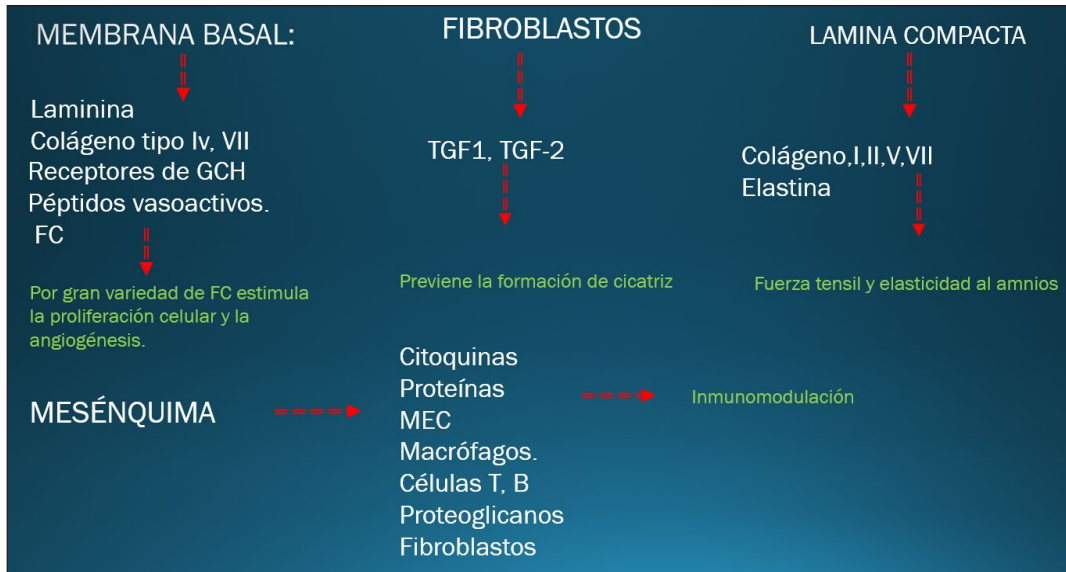 MEMBRANA BASAL:
Laminina
Colágeno tipo Iv, VII
Receptores de GCH
Péptidos vasoactivos.
FC
Por gran variedad de FC estimula
la proliferación celular y la
angiogénesis.
FIBROBLASTOS
TGF1, TGF-2
Previene la formación de cicatriz
LAMINA COMPACTA
Colágeno,I,II,V,VII
Elastina
Fuerza tensil y elasticidad al amnios
MESÉNQUIMA
Citoquinas
Proteínas
MEC
Macrófagos.
Células T, B
Proteoglicanos
Fibroblastos
Inmunomodulación